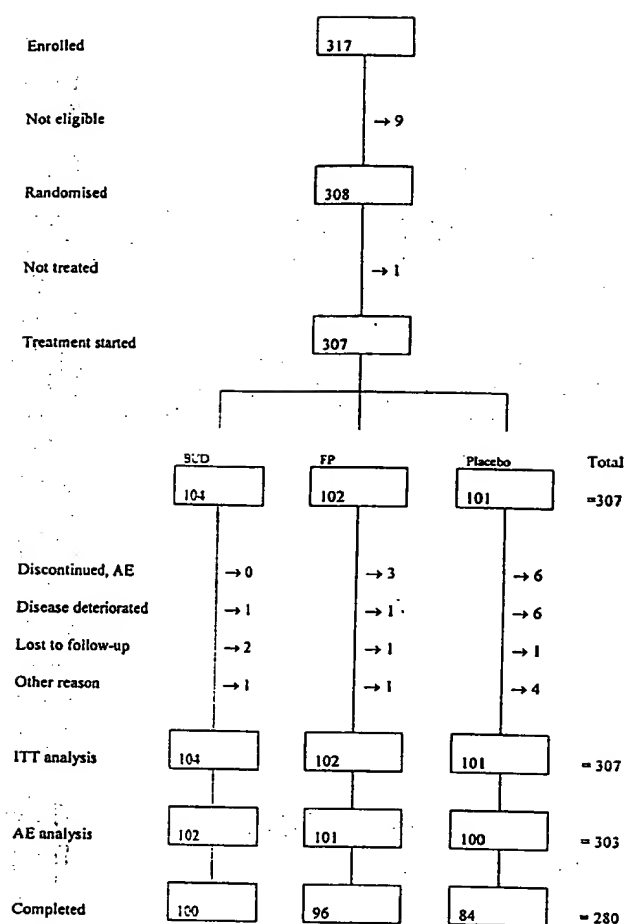 Enrolled 317
Not eligible → 9
Randomised 308
Not treated → 1
Treatment started 307
BUD FP Placebo Total
104 102 101 =307
Discontinued, AE → 0 → 3 → 6
Disease deteriorated → 1 → 1 → 6
Lost to follow-up → 2 → 1 → 1
Other reason → 1 → 1 → 4
ITT analysis 104 102 101 = 307
AE analysis 102 101 100 = 303
Completed 100 96 84 = 280